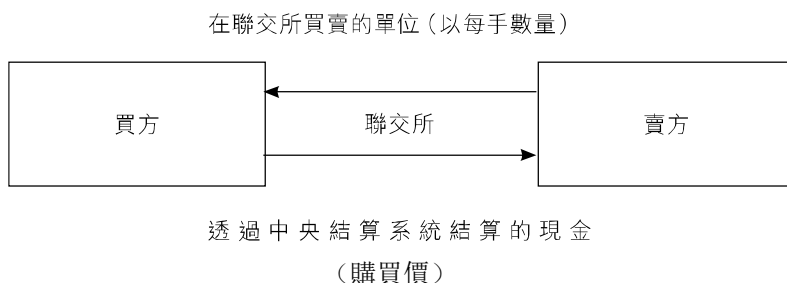 在聯交所買賣的單位（以每手數量）
買方
聯交所
賣方
透過中央結算系統結算的現金
（購買價）